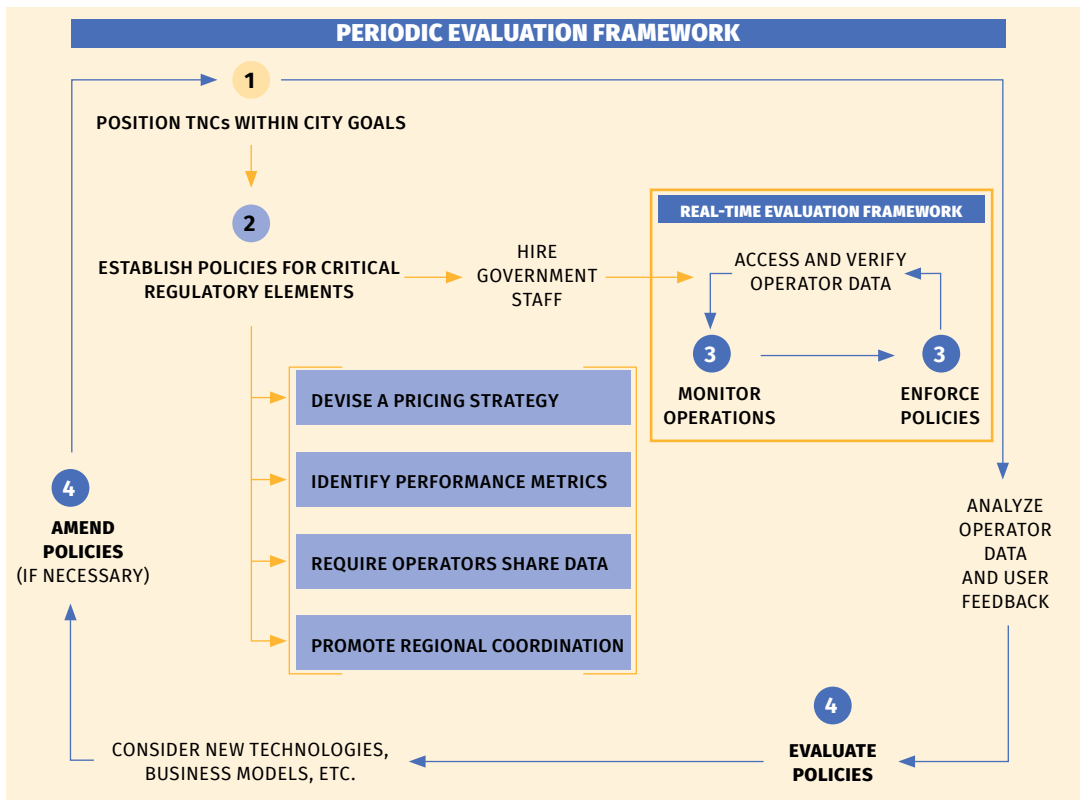 PERIODIC EVALUATION FRAMEWORK
1
POSITION TNCs WITHIN CITY GOALS
2
ESTABLISH POLICIES FOR CRITICAL
REGULATORY ELEMENTS
HIRE
GOVERNMENT
STAFF
REAL-TIME EVALUATION FRAMEWORK
ACCESS AND VERIFY
OPERATOR DATA
3
MONITOR
OPERATIONS
3
ENFORCE
POLICIES
DEVISE A PRICING STRATEGY
IDENTIFY PERFORMANCE METRICS
REQUIRE OPERATORS SHARE DATA
PROMOTE REGIONAL COORDINATION
ANALYZE
OPERATOR
DATA
AND USER
FEEDBACK
4
EVALUATE
POLICIES
CONSIDER NEW TECHNOLOGIES,
BUSINESS MODELS, ETC.
4
AMEND
POLICIES
(IF NECESSARY)